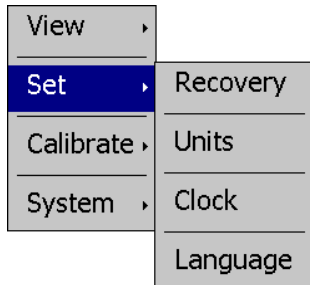 View
Set
Calibrate
System
Recovery
Units
Clock
Language